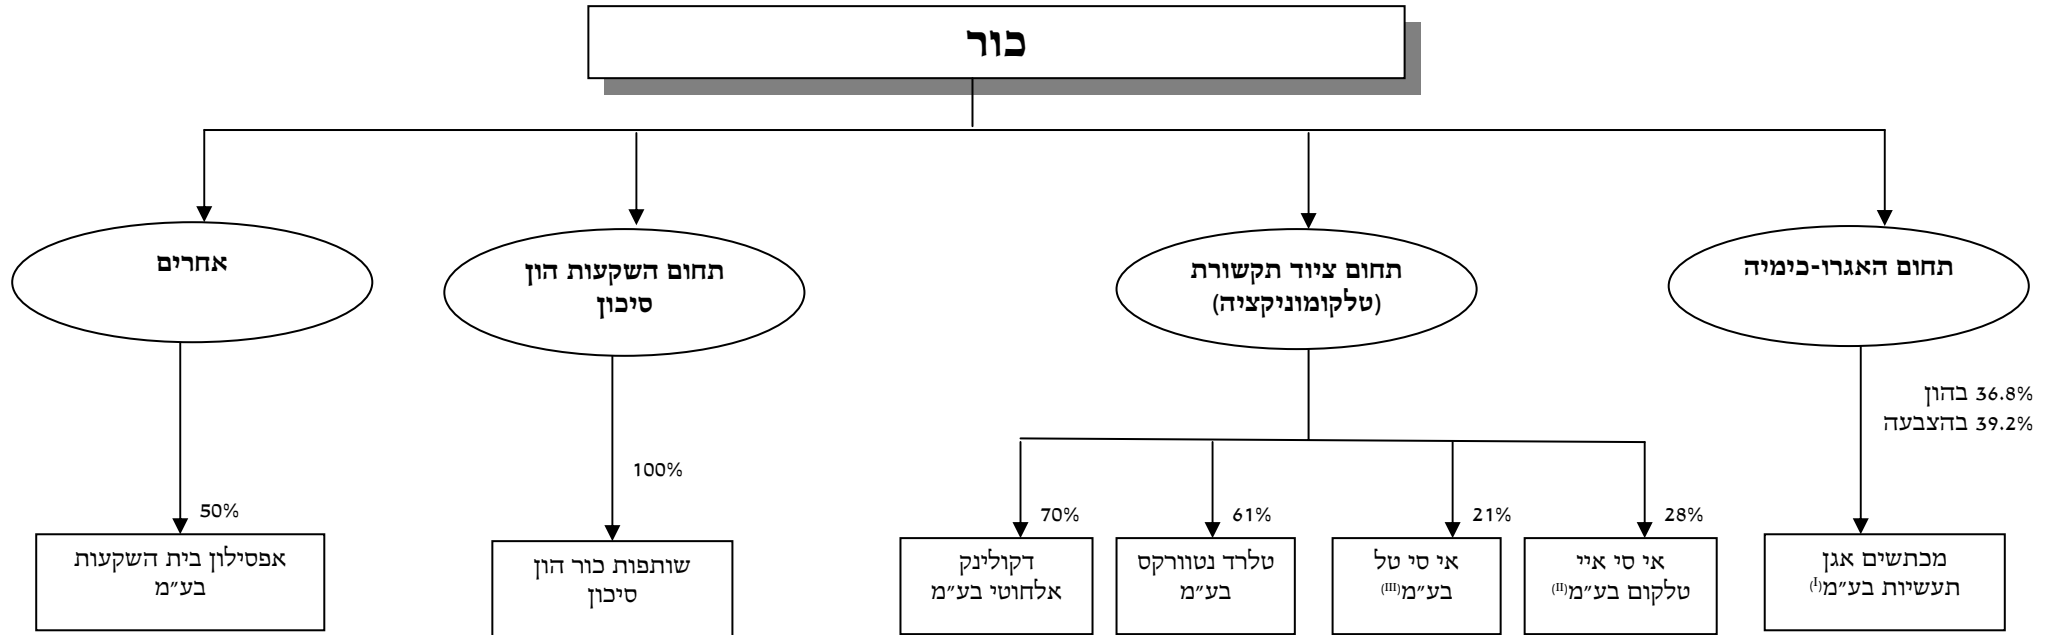 כור
תחום האגרו-כימיה
תחום ציוד תקשורת
(טלקומוניקציה)
תחום השקעות הון
סיכון
אחרים
36.8% בהון
39.2% בהצבעה
28%
21%
61%
70%
100%
50%
מכתשים אגן
תעשיות בע"מ(I)
אי סי איי
טלקום בע"מ(II)
אי סי טל
בע"מ(III)
טלרד נטוורקס
בע"מ
דקולינק
אלחוטי בע"מ
שותפות כור הון
סיכון
אפסילון בית השקעות
בע"מ